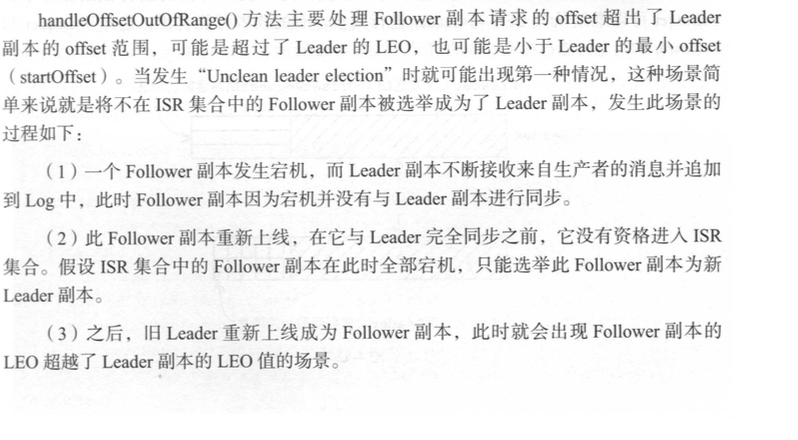 handleOffsetOutOfRange() 方法主要处理 Follower 副本请求的 offset 超出了 Leader
副本的 offset 范围，可能是超过了 Leader 的 LEO，也可能是小于 Leader 的最小 offset
（startOffset）。当发生“Unclean leader election”时就可能出现第一种情况，这种场景简
单来说就是将不在 ISR 集合中的 Follower 副本被选举成为了 Leader 副本，发生此场景的
过程如下：
（1）一个 Follower 副本发生宕机，而 Leader 副本不断接收来自生产者的消息并追加
到 Log 中，此时 Follower 副本因为宕机并没有与 Leader 副本进行同步。
（2）此 Follower 副本重新上线，在它与 Leader 完全同步之前，它没有资格进入 ISR
集合。假设 ISR 集合中的 Follower 副本在此时全部宕机，只能选举此 Follower 副本为新
Leader 副本。
（3）之后，旧 Leader 重新上线成为 Follower 副本，此时就会出现 Follower 副本的
LEO 超越了 Leader 副本的 LEO 值的场景。